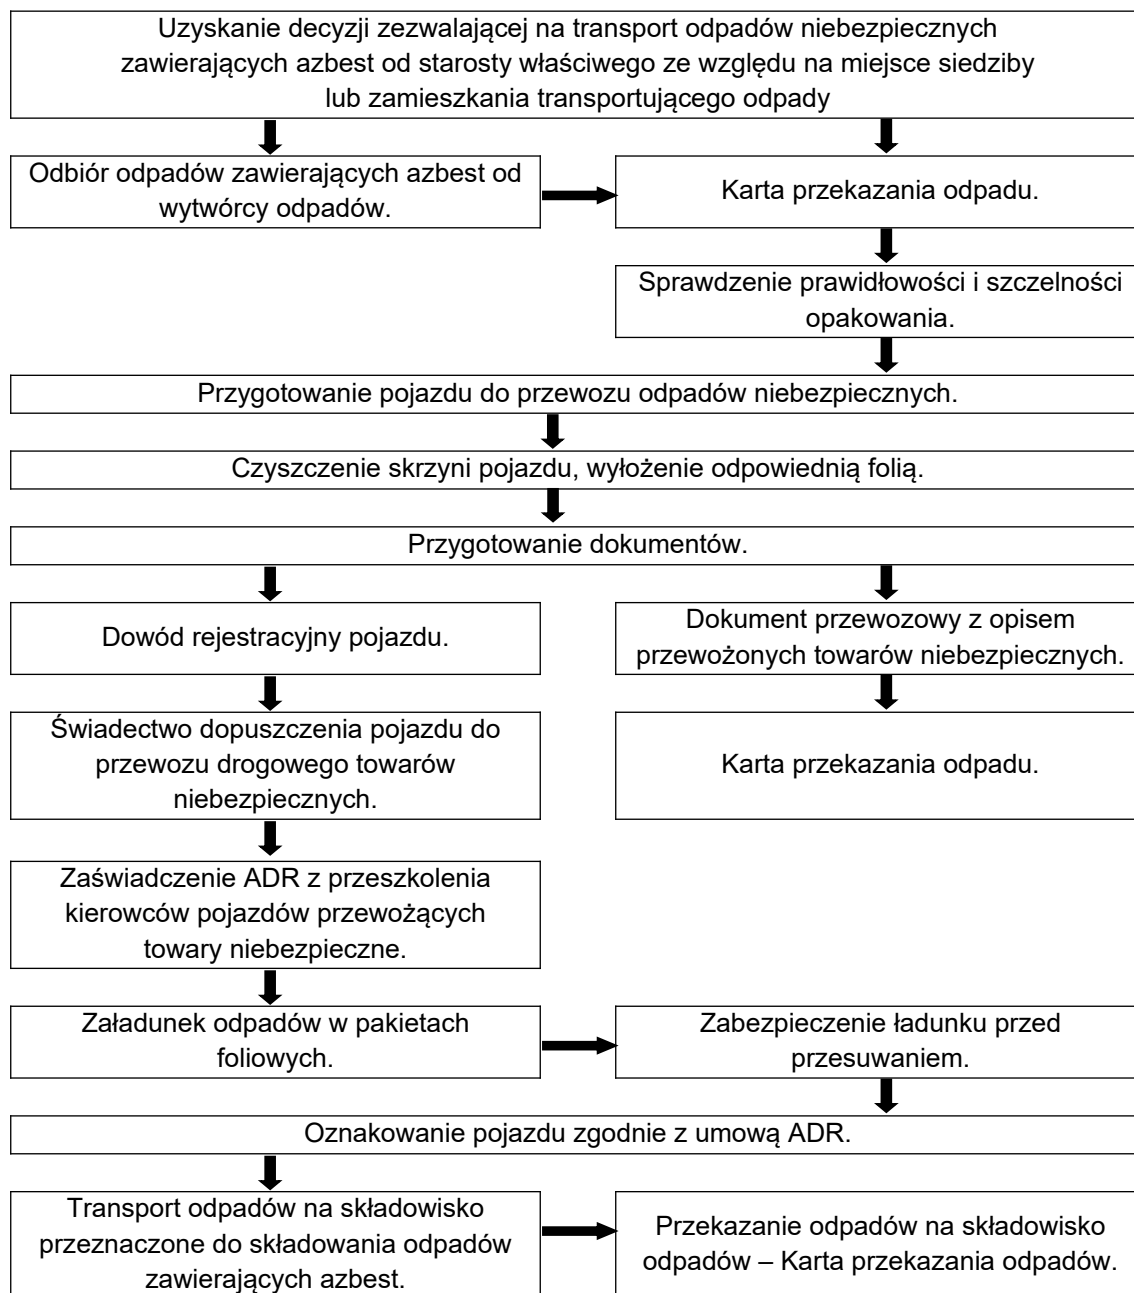 Uzyskanie decyzji zezwalającej na transport odpadów niebezpiecznych
zawierających azbest od starosty właściwego ze względu na miejsce siedziby
lub zamieszkania transportującego odpady
Odbiór odpadów zawierających azbest od
wytwórcy odpadów.
Karta przekazania odpadu.
Sprawdzenie prawidłowości i szczelności
opakowania.
Przygotowanie pojazdu do przewozu odpadów niebezpiecznych.
Czyszczenie skrzyni pojazdu, wyłożenie odpowiednią folią.
Przygotowanie dokumentów.
Dowód rejestracyjny pojazdu.
Dokument przewozowy z opisem
przewożonych towarów niebezpiecznych.
Świadectwo dopuszczenia pojazdu do
przewozu drogowego towarów
niebezpiecznych.
Karta przekazania odpadu.
Zaświadczenie ADR z przeszkolenia
kierowców pojazdów przewożących
towary niebezpieczne.
Załadunek odpadów w pakietach
foliowych.
Zabezpieczenie ładunku przed
przesuwaniem.
Oznakowanie pojazdu zgodnie z umową ADR.
Transport odpadów na składowisko
przeznaczone do składowania odpadów
zawierających azbest.
Przekazanie odpadów na składowisko
odpadów – Karta przekazania odpadów.